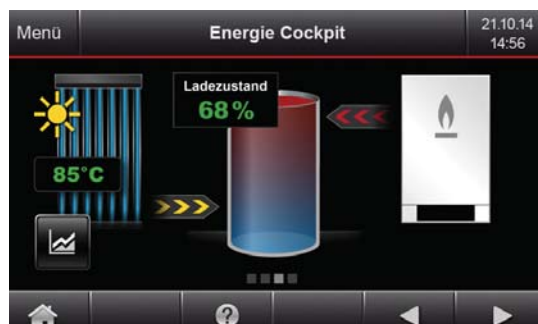 Menü
Energie Cockpit
21.10.14
14:56
Ladezustand
68%
85°C
?